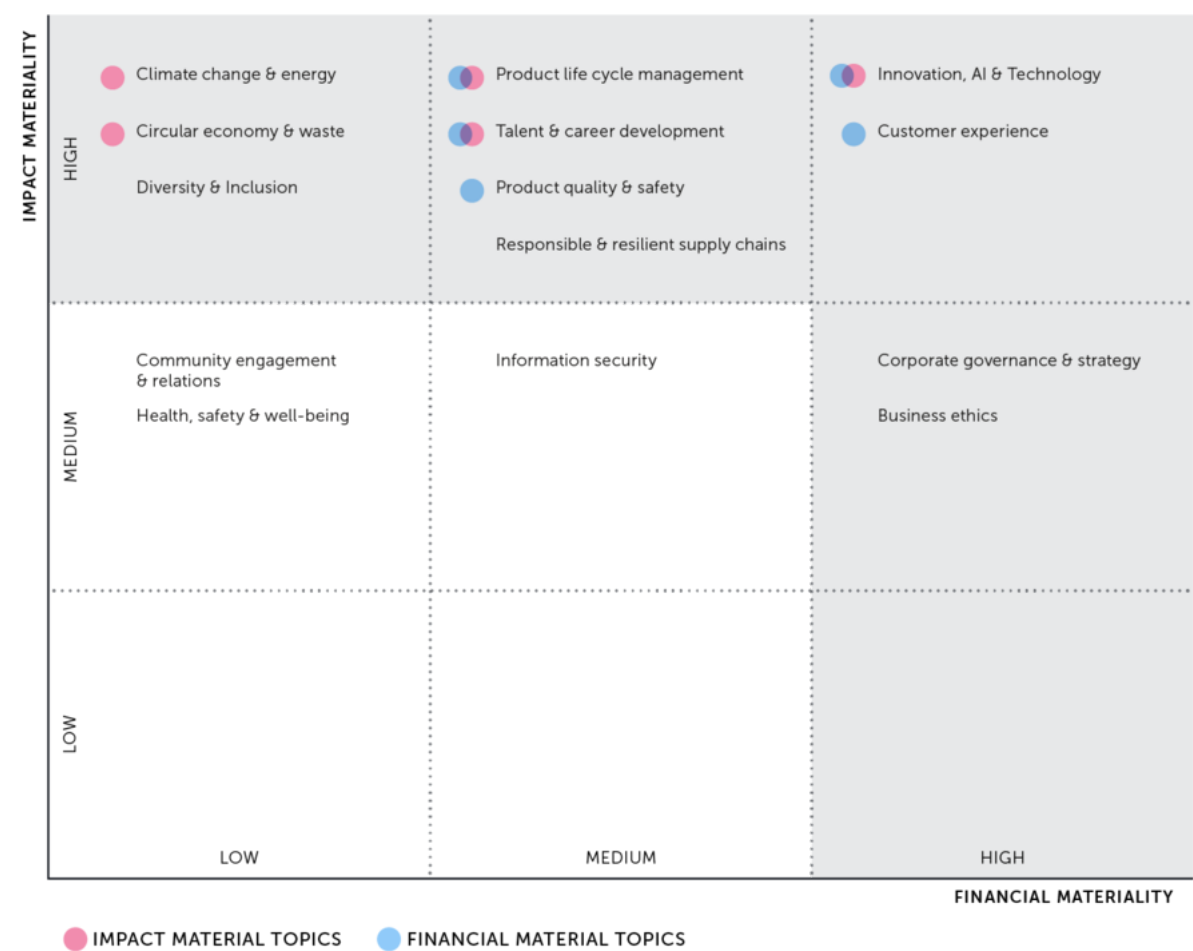 IMPACT MATERIALITY
HIGH
Climate change & energy
Circular economy & waste
Diversity & Inclusion
Product life cycle management
Talent & career development
Product quality & safety
Responsible & resilient supply chains
Innovation, AI & Technology
Customer experience
MEDIUM
Community engagement
& relations
Health, safety & well-being
Information security
Corporate governance & strategy
Business ethics
LOW
LOW
MEDIUM
HIGH
FINANCIAL MATERIALITY
IMPACT MATERIAL TOPICS
FINANCIAL MATERIAL TOPICS